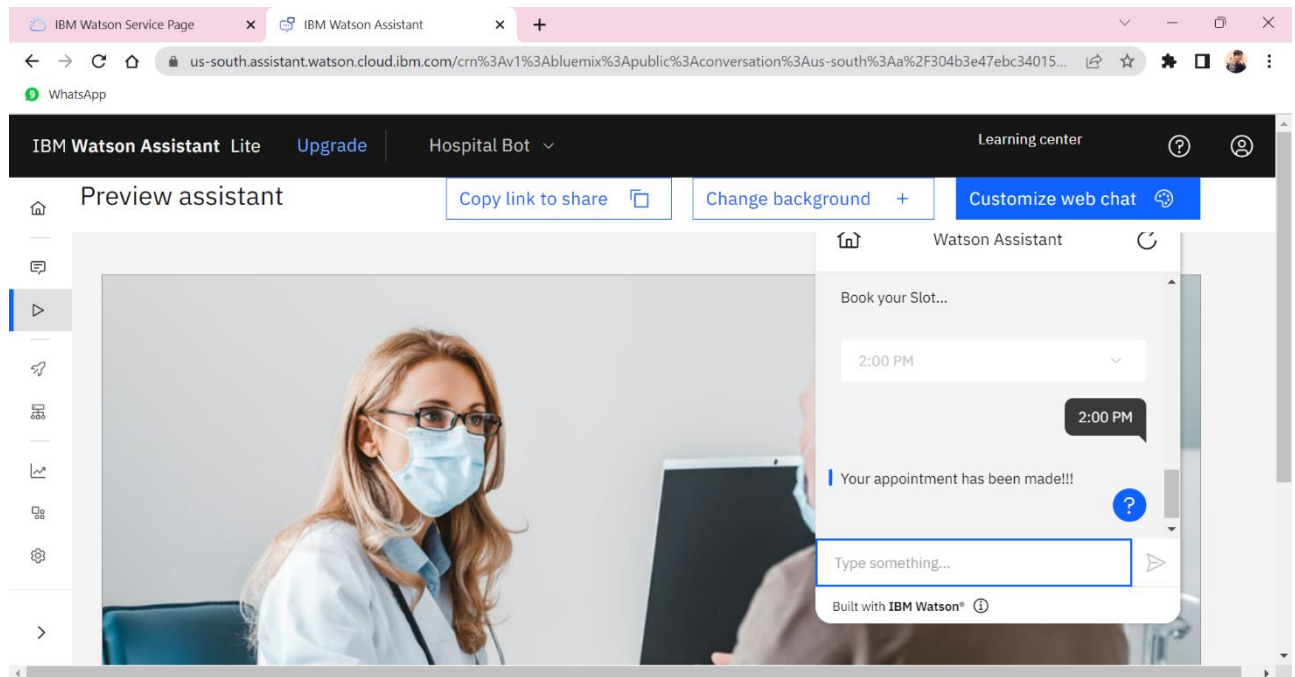 IBM Watson Service Page
IBM Watson Assistant
us-south.assistant.watson.cloud.ibm.com/crn%3Av1%3Abluemix%3Apublic%3Aconversation%3Aus-south%3Aa%2F304b3e47ebc34015...
WhatsApp
IBM Watson Assistant Lite Upgrade Hospital Bot Learning center
Preview assistant Copy link to share Change background + Customize web chat
Watson Assistant
Book your Slot...
2:00 PM
2:00 PM
Your appointment has been made!!!
?
Type something...
Built with IBM Watson®